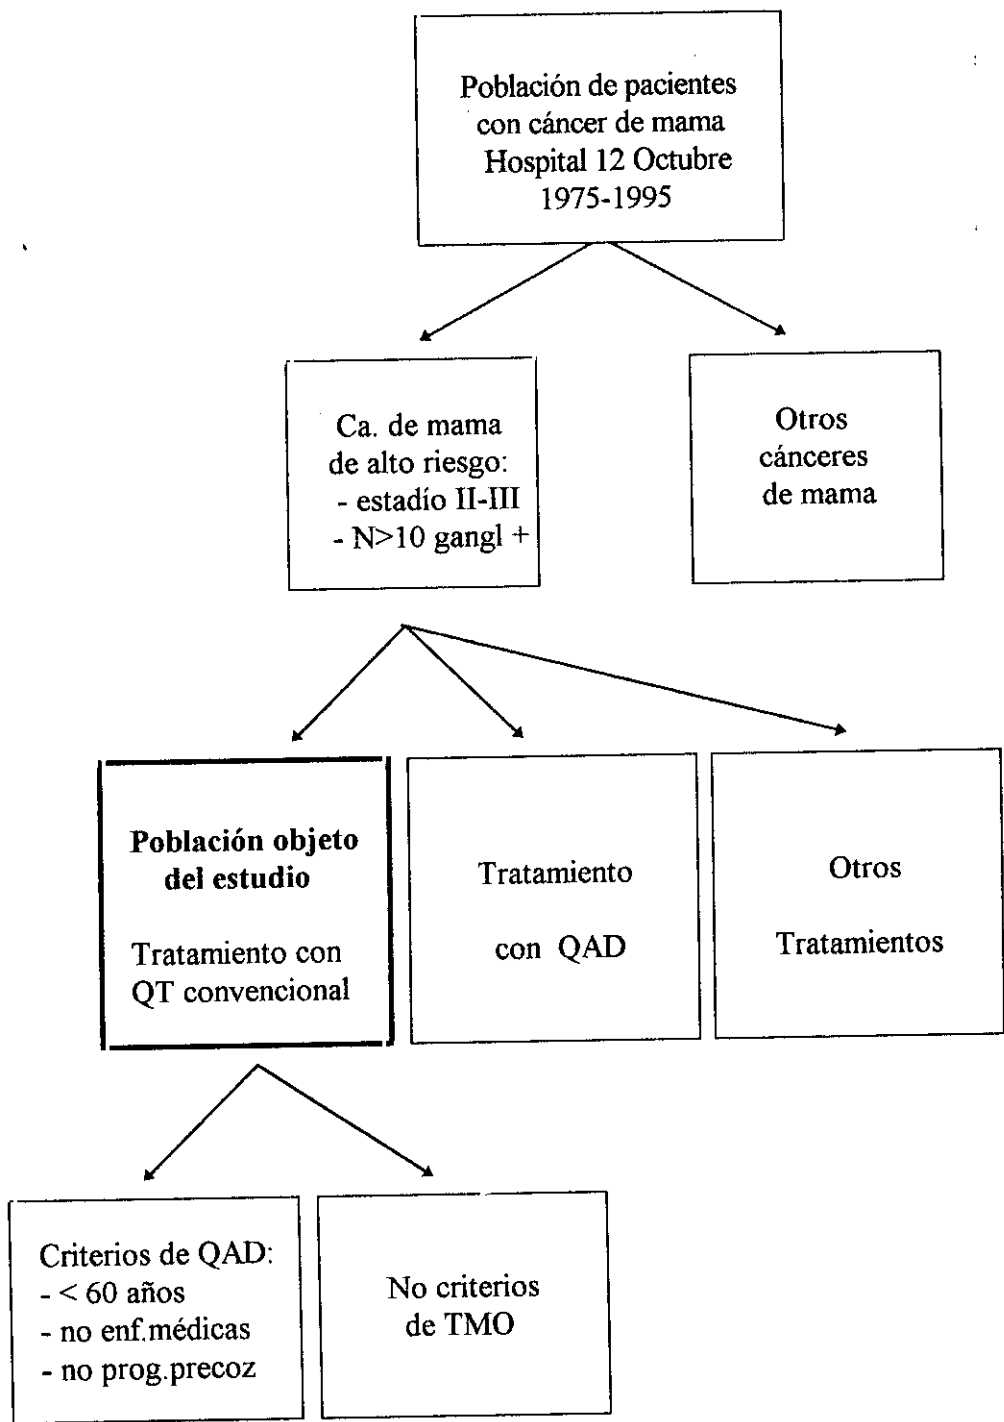 Población de pacientes
con cáncer de mama
Hospital 12 Octubre
1975-1995
Ca. de mama
de alto riesgo:
- estadío II-III
- N>10 gangl +
Otros
cánceres
de mama
Población objeto
del estudio
Tratamiento con
QT convencional
Tratamiento
con QAD
Otros
Tratamientos
Criterios de QAD:
- < 60 años
- no enf.médicas
- no prog.precoz
No criterios
de TMO